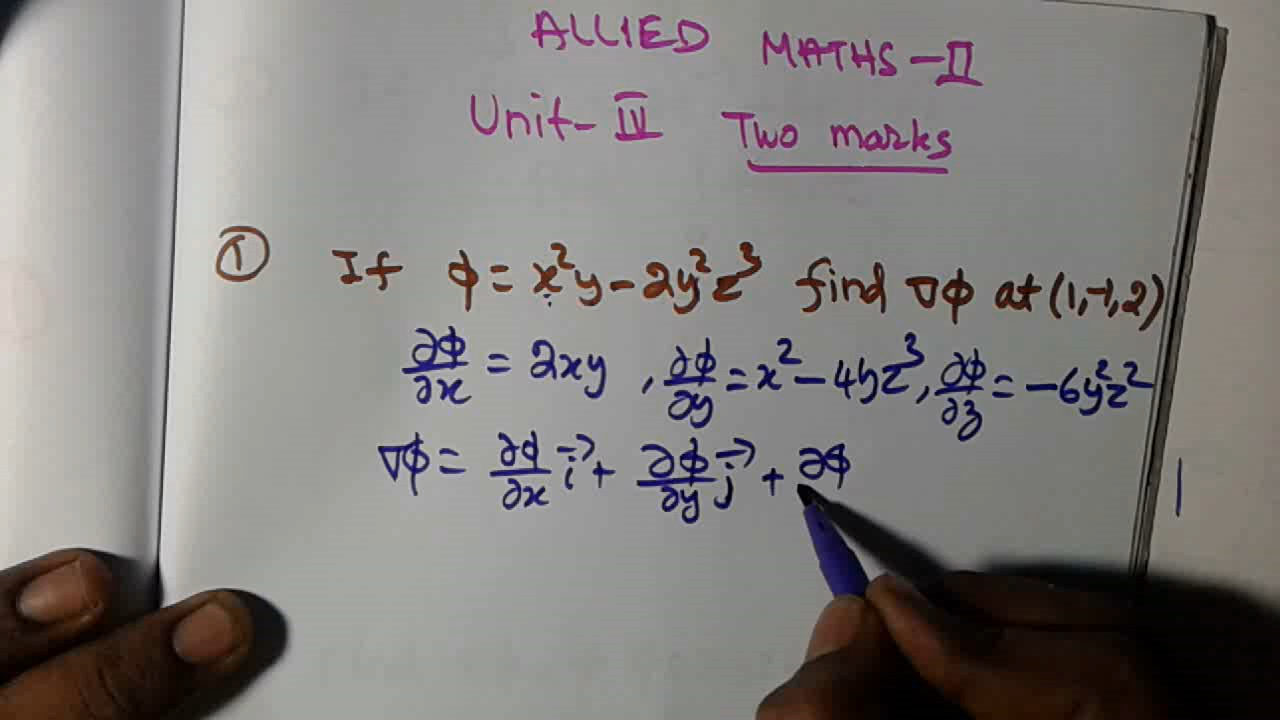 ALLIED MATHS-II
Unit-IV Two marks
① If ϕ = x²y - 2y²z³ find ∇ϕ at (1,-1,2)
∂ϕ/∂x = 2xy, ∂ϕ/∂y = x² - 4yz³, ∂ϕ/∂z = -6y²z²
∇ϕ = ∂ϕ/∂x i⃗ + ∂ϕ/∂y j⃗ + ∂ϕ